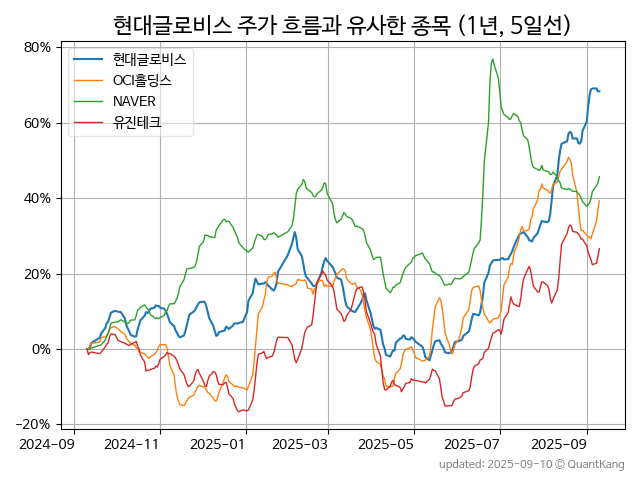 현대글로비스 주가 흐름과 유사한 종목 (1년, 5일선)
80%
60%
40%
20%
0%
−20%
현대글로비스
OCI홀딩스
NAVER
유진테크
2024-09 2024-11 2025-01 2025-03 2025-05 2025-07 2025-09
updated: 2025-09-10 © QuantKang